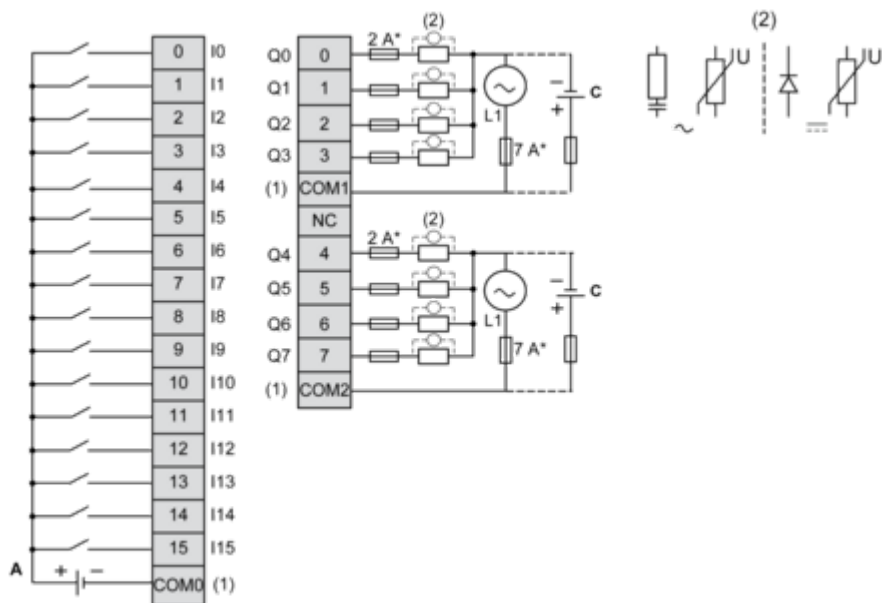 0 I0
1 I1
2 I2
3 I3
4 I4
5 I5
6 I6
7 I7
8 I8
9 I9
10 I10
11 I11
12 I12
13 I13
14 I14
15 I15
A + − COM0 (1)
(2)
Q0 0 2 A*
Q1 1
Q2 2
Q3 3
(1) COM1
L1
7 A*
− + C
NC
(2)
Q4 4 2 A*
Q5 5
Q6 6
Q7 7
(1) COM2
L1
7 A*
− + C
(2)
U U